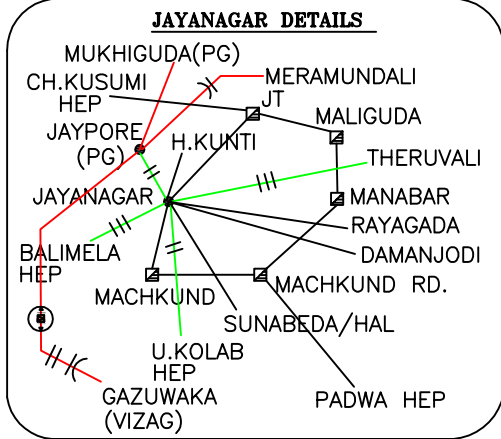 JAYANAGAR DETAILS
MUKHIGUDA(PG)
CH.KUSUMI
HEP
MERAMUNDALI
JT
MALIGUDA
JAYPORE
(PG)
H.KUNTI
THERUVALI
JAYANAGAR
MANABAR
RAYAGADA
BALIMELA
HEP
DAMANJODI
MACHKUND
MACHKUND RD.
SUNABEDA/HAL
U.KOLAB
HEP
GAZUWAKA
(VIZAG)
PADWA HEP